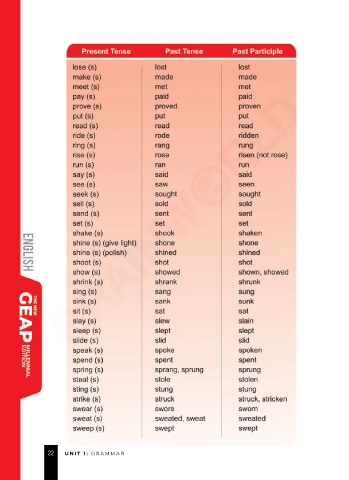 Present Tense Past Tense Past Participle
lose (s) lost lost
make (s) made made
meet (s) met met
pay (s) paid paid
prove (s) proved proven
put (s) put put
read (s) read read
ride (s) rode ridden
ring (s) rang rung
rise (s) rose risen (not rose)
run (s) ran run
say (s) said said
see (s) saw seen
seek (s) sought sought
sell (s) sold sold
send (s) sent sent
set (s) set set
shake (s) shook shaken
shine (s) (give light) shone shone
shine (s) (polish) shined shined
shoot (s) shot shot
show (s) showed shown, showed
shrink (s) shrank shrunk
sing (s) sang sung
sink (s) sank sunk
sit (s) sat sat
slay (s) slew slain
sleep (s) slept slept
slide (s) slid slid
speak (s) spoke spoken
spend (s) spent spent
spring (s) sprang, sprung sprung
steal (s) stole stolen
sting (s) stung stung
strike (s) struck struck, stricken
swear (s) swore sworn
sweat (s) sweated, sweat sweated
sweep (s) swept swept
ENGLISH
THE NEW
GEAP
MILLENNIAL
EDITION
22 UNIT 1: GRAMMAR